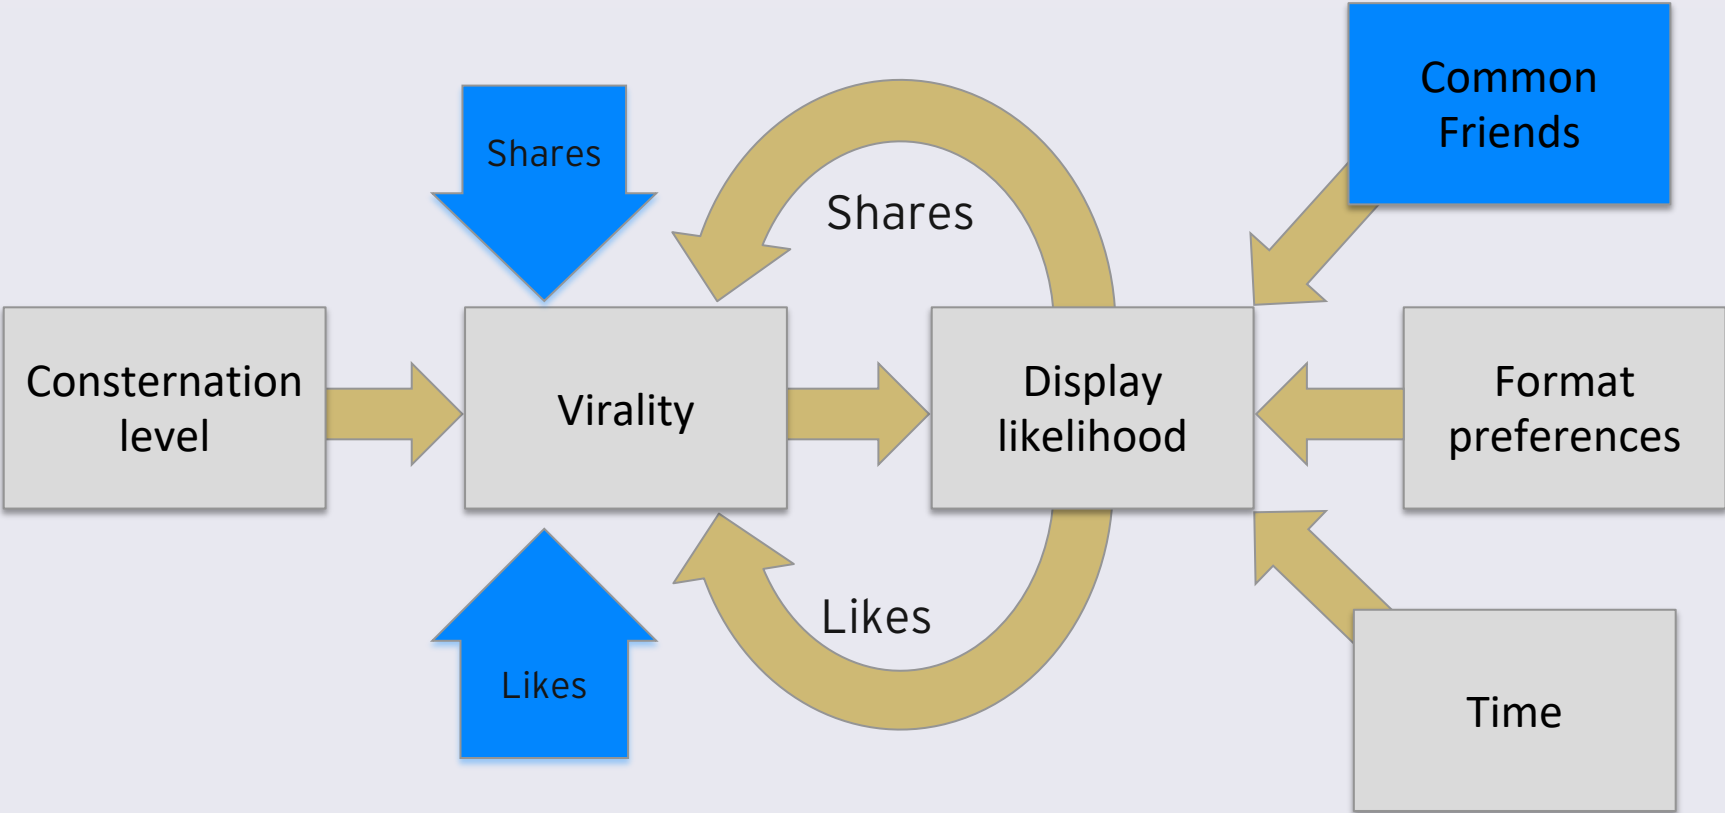 Common
Friends
Shares
Shares
Consternation
level
Virality
Display
likelihood
Format
preferences
Likes
Likes
Time